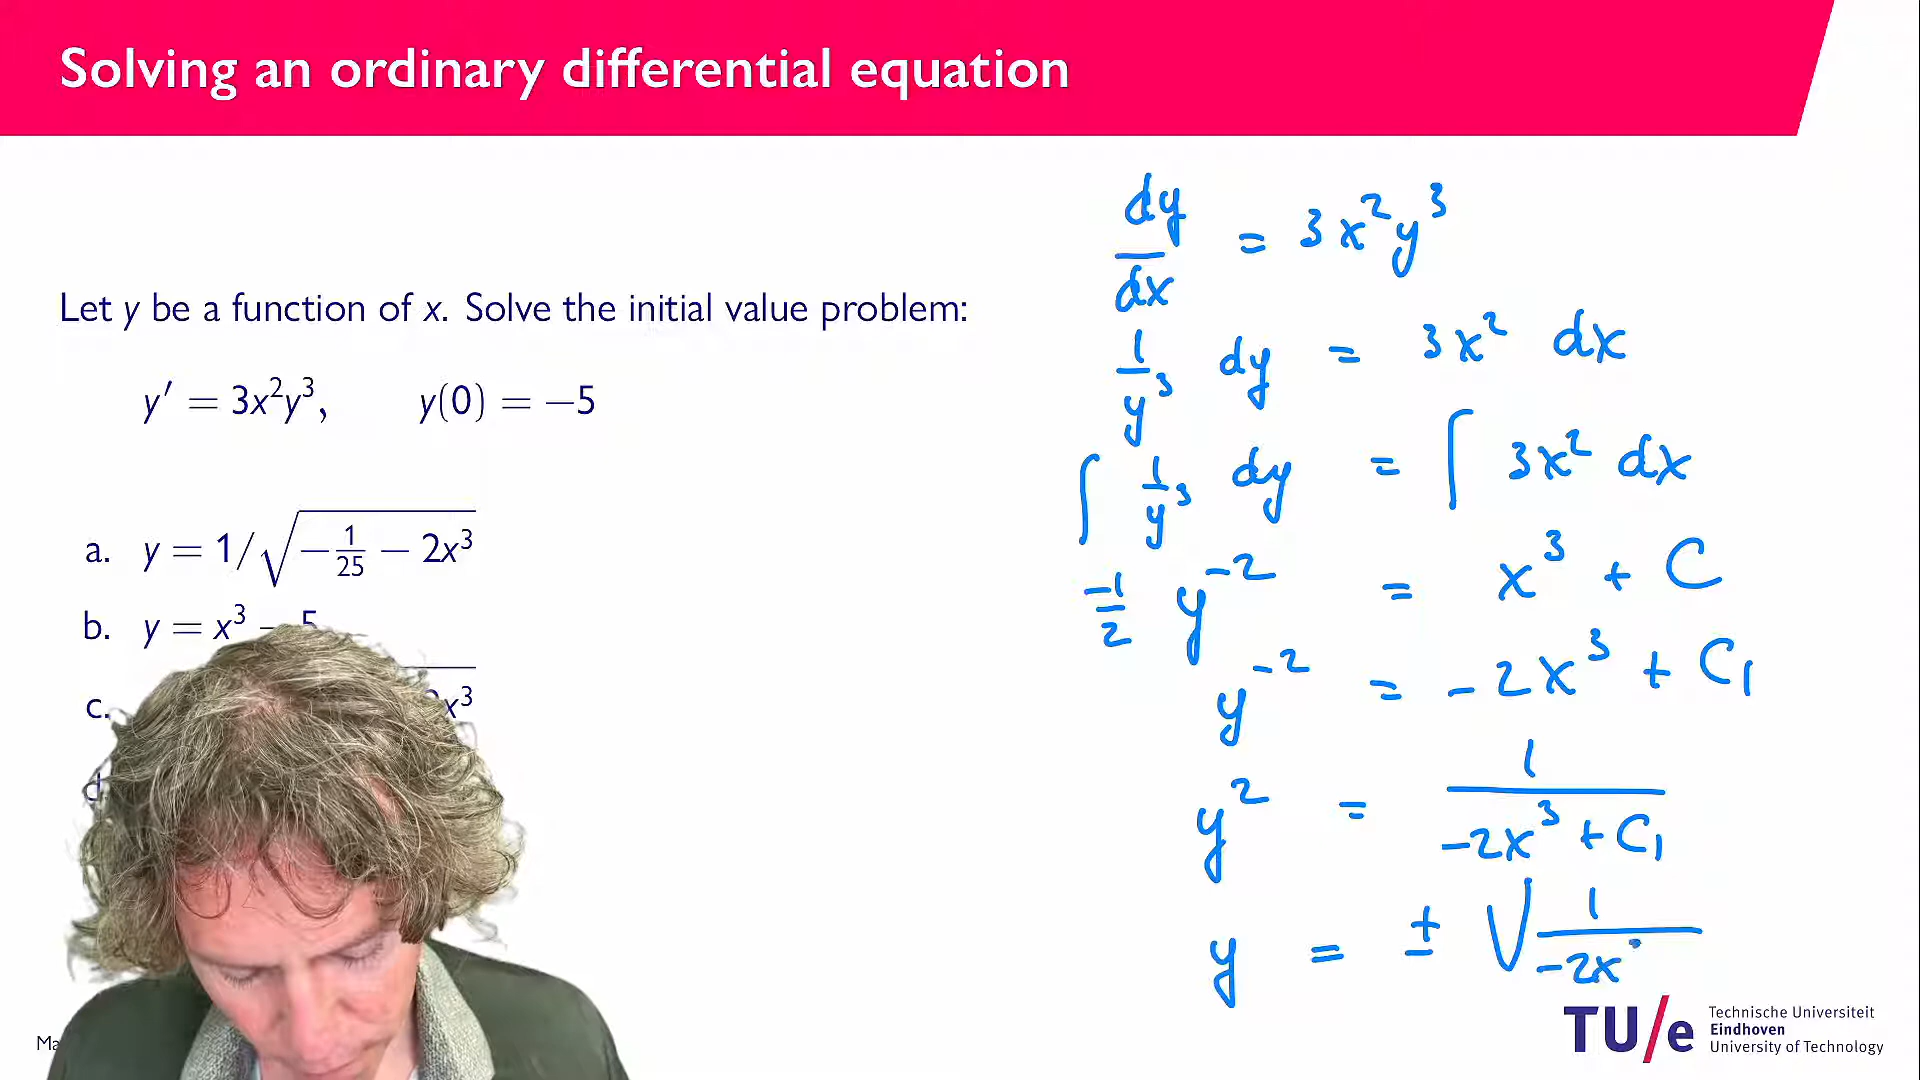 Solving an ordinary differential equation
Let y be a function of x. Solve the initial value problem:
y′ = 3x²y³, y(0) = −5
a. y = 1/√(−1/25 − 2x³)
b. y = x³ − 5
c. x³
d.
dy/dx = 3x²y³
1/y³ dy = 3x² dx
∫ 1/y³ dy = ∫ 3x² dx
-1/2 y⁻² = x³ + C
y⁻² = -2x³ + C₁
y² = 1/(-2x³ + C₁)
y = ± √(1/(-2x
TU/e Technische Universiteit
Eindhoven
University of Technology